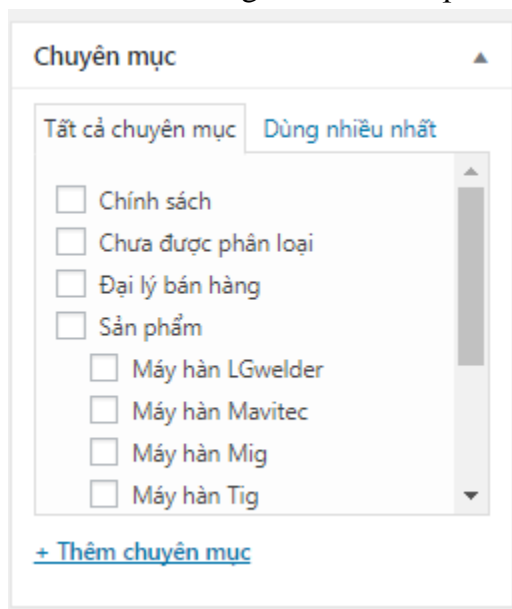 Chuyên mục
Tất cả chuyên mục Dùng nhiều nhất
Chính sách
Chưa được phân loại
Đại lý bán hàng
Sản phẩm
Máy hàn LGwelder
Máy hàn Mavitec
Máy hàn Mig
Máy hàn Tig
+ Thêm chuyên mục